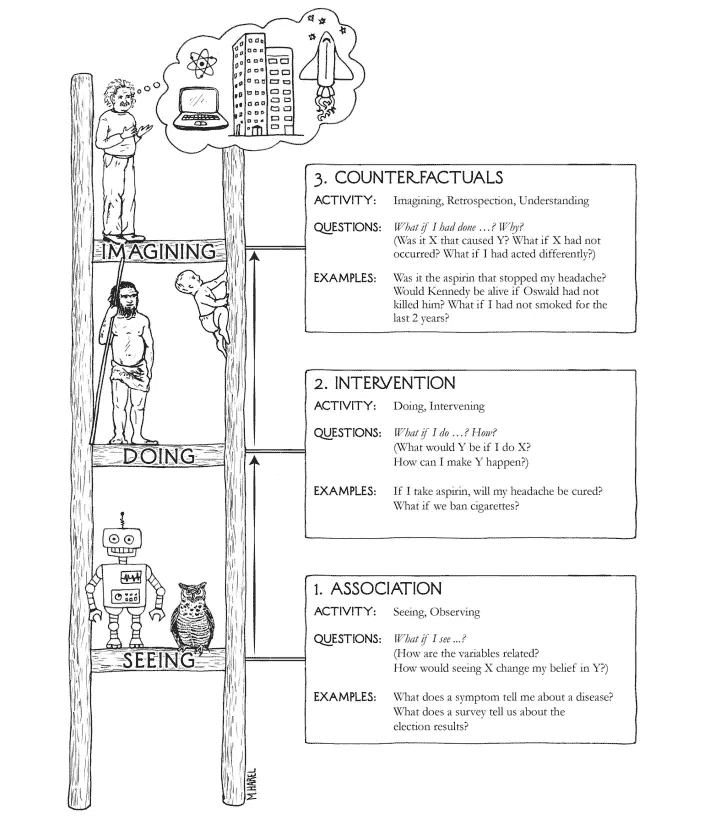 3. COUNTERFACTUALS
ACTIVITY: Imagining, Retrospection, Understanding
QUESTIONS: What if I had done …? Why?
(Was it X that caused Y? What if X had not
occurred? What if I had acted differently?)
EXAMPLES: Was it the aspirin that stopped my headache?
Would Kennedy be alive if Oswald had not
killed him? What if I had not smoked for the
last 2 years?
IMAGINING
2. INTERVENTION
ACTIVITY: Doing, Intervening
QUESTIONS: What if I do …? How?
(What would Y be if I do X?
How can I make Y happen?)
EXAMPLES: If I take aspirin, will my headache be cured?
What if we ban cigarettes?
DOING
1. ASSOCIATION
ACTIVITY: Seeing, Observing
QUESTIONS: What if I see ...?
(How are the variables related?
How would seeing X change my belief in Y?)
EXAMPLES: What does a symptom tell me about a disease?
What does a survey tell us about the
election results?
SEEING
M.HAREL